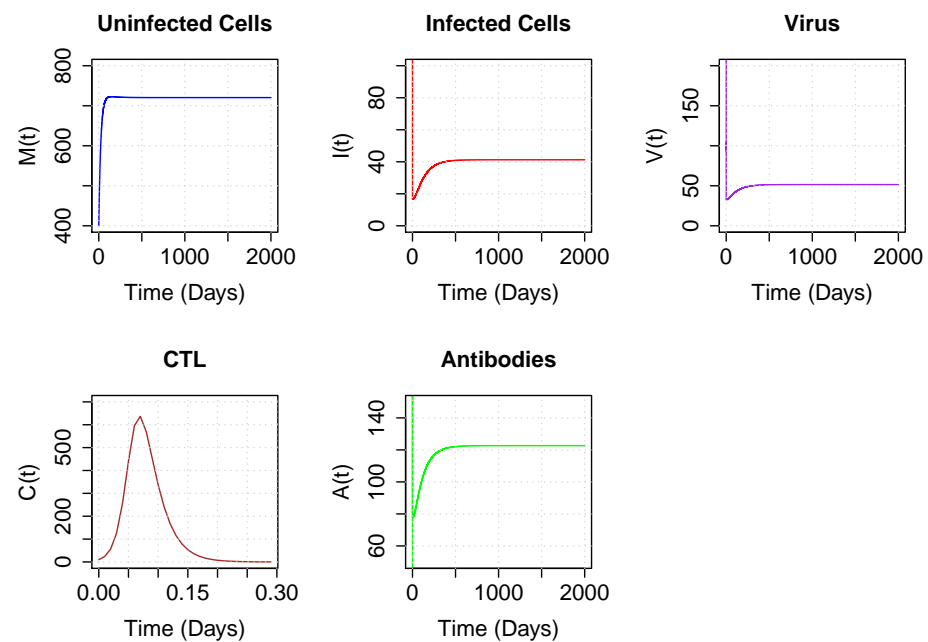 Uninfected Cells
M(t)
800
600
400
0
1000
2000
Time (Days)
Infected Cells
I(t)
80
40
0
0
1000
2000
Time (Days)
Virus
V(t)
150
50
0
0
1000
2000
Time (Days)
CTL
C(t)
500
200
0
0.00
0.15
0.30
Time (Days)
Antibodies
A(t)
140
100
60
0
1000
2000
Time (Days)